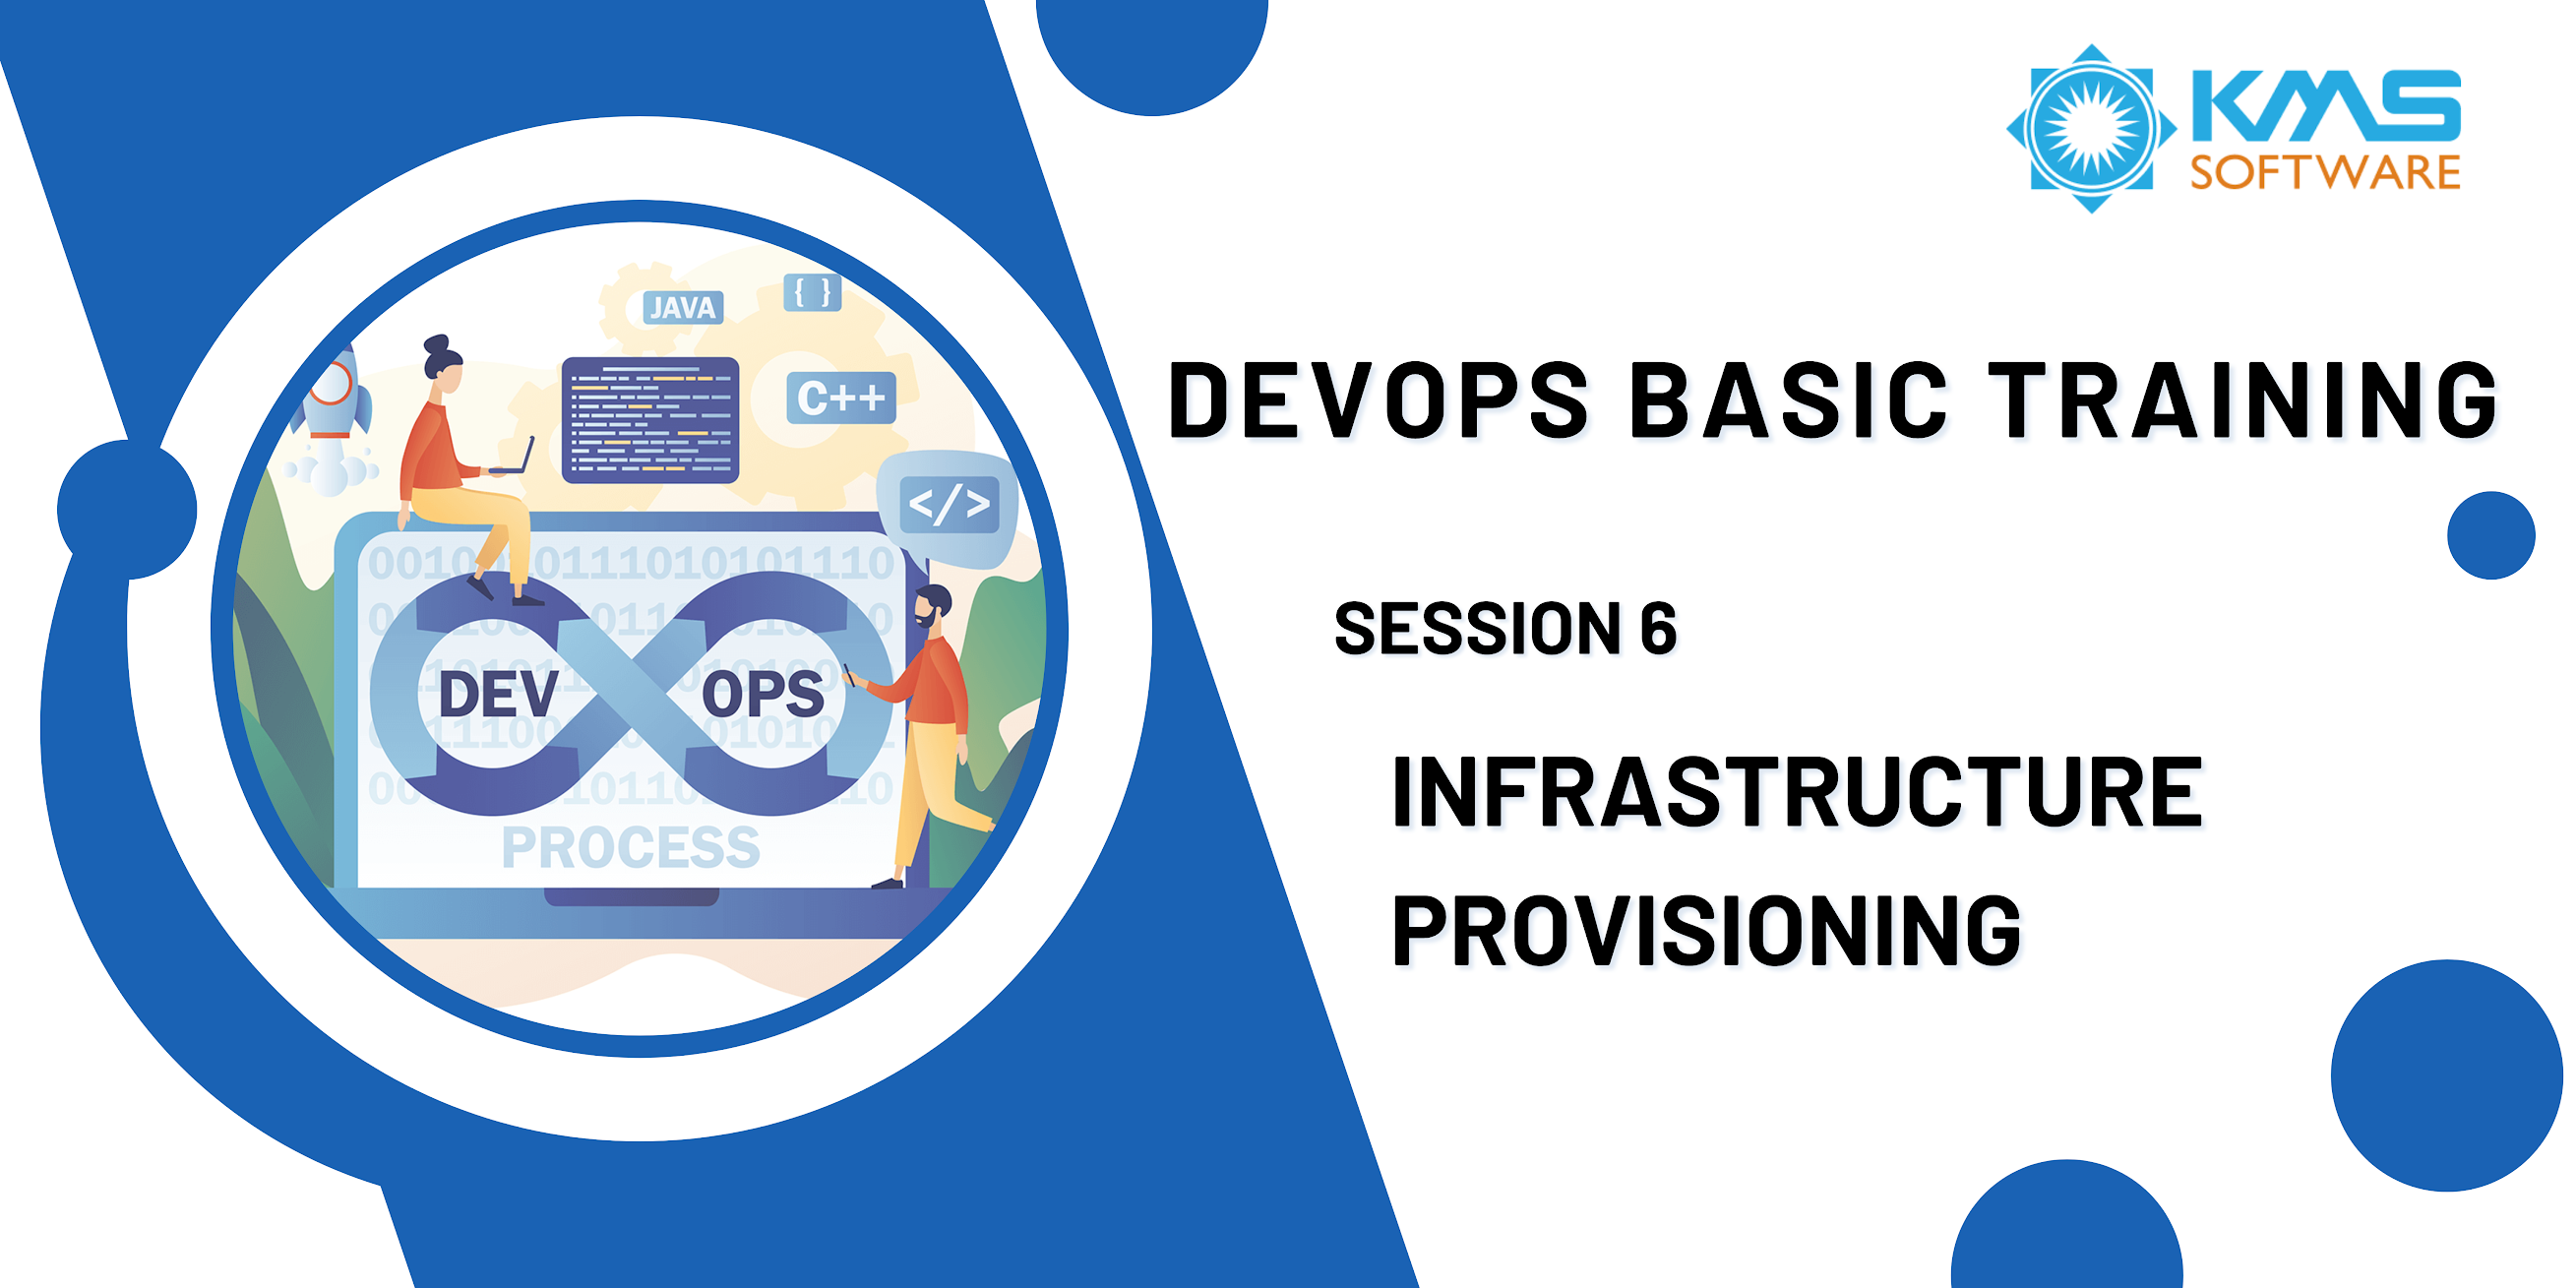 KMS
SOFTWARE
DEVOPS BASIC TRAINING
SESSION 6
INFRASTRUCTURE
PROVISIONING
JAVA
{ }
C++
</>
DEV OPS
PROCESS